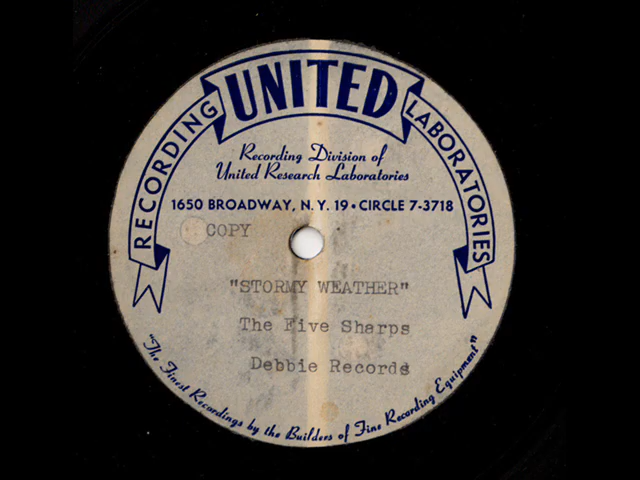 UNITED
RECORDING
LABORATORIES
Recording Division of
United Research Laboratories
1650 BROADWAY, N.Y. 19 • CIRCLE 7-3718
COPY
"STORMY WEATHER"
The Five Sharps
Debbie Records
"The Finest Recordings by the Builders of Fine Recording Equipment"